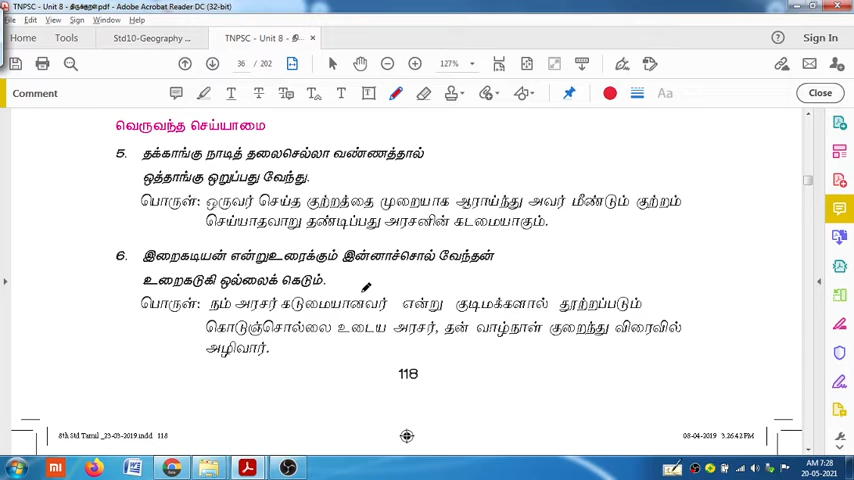 TNPSC - Unit 8 - திருக்குறள்.pdf - Adobe Acrobat Reader DC (32-bit)
File Edit View Sign Window Help
Home Tools Std10-Geography ... TNPSC - Unit 8 - தி... × Sign In
36 / 202 127%
Comment Aa Close
வெருவந்த செய்யாமை
5. தக்காங்கு நாடித் தலைசெல்லா வண்ணத்தால்
ஒத்தாங்கு ஒறுப்பது வேந்து.
பொருள்: ஒருவர் செய்த குற்றத்தை முறையாக ஆராய்ந்து அவர் மீண்டும் குற்றம்
செய்யாதவாறு தண்டிப்பது அரசனின் கடமையாகும்.
6. இறைகடியன் என்றுஉரைக்கும் இன்னாச்சொல் வேந்தன்
உறைகடுகி ஒல்லைக் கெடும்.
பொருள்: நம் அரசர் கடுமையானவர் என்று குடிமக்களால் தூற்றப்படும்
கொடுஞ்சொல்லை உடைய அரசர், தன் வாழ்நாள் குறைந்து விரைவில்
அழிவார்.
118
8th Std Tamil _23-03-2019.indd 118 08-04-2019 3:26:42 PM
AM 7:28
20-05-2021